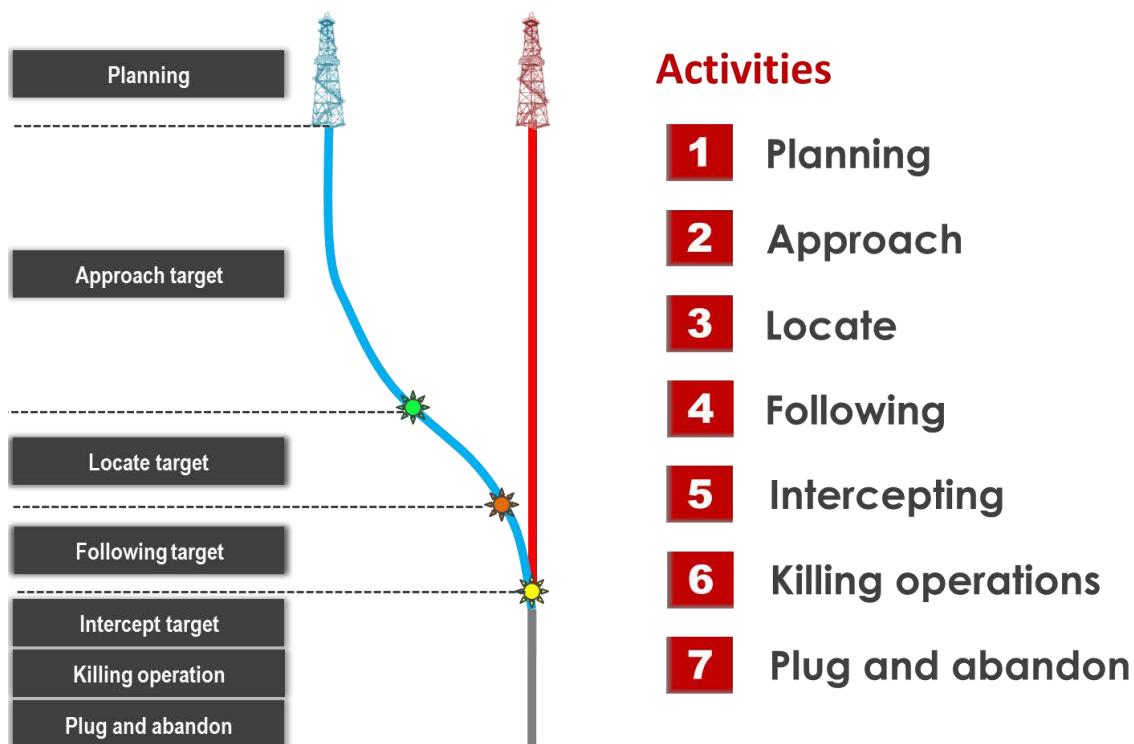 Planning
Approach target
Locate target
Following target
Intercept target
Killing operation
Plug and abandon
Activities
1 Planning
2 Approach
3 Locate
4 Following
5 Intercepting
6 Killing operations
7 Plug and abandon